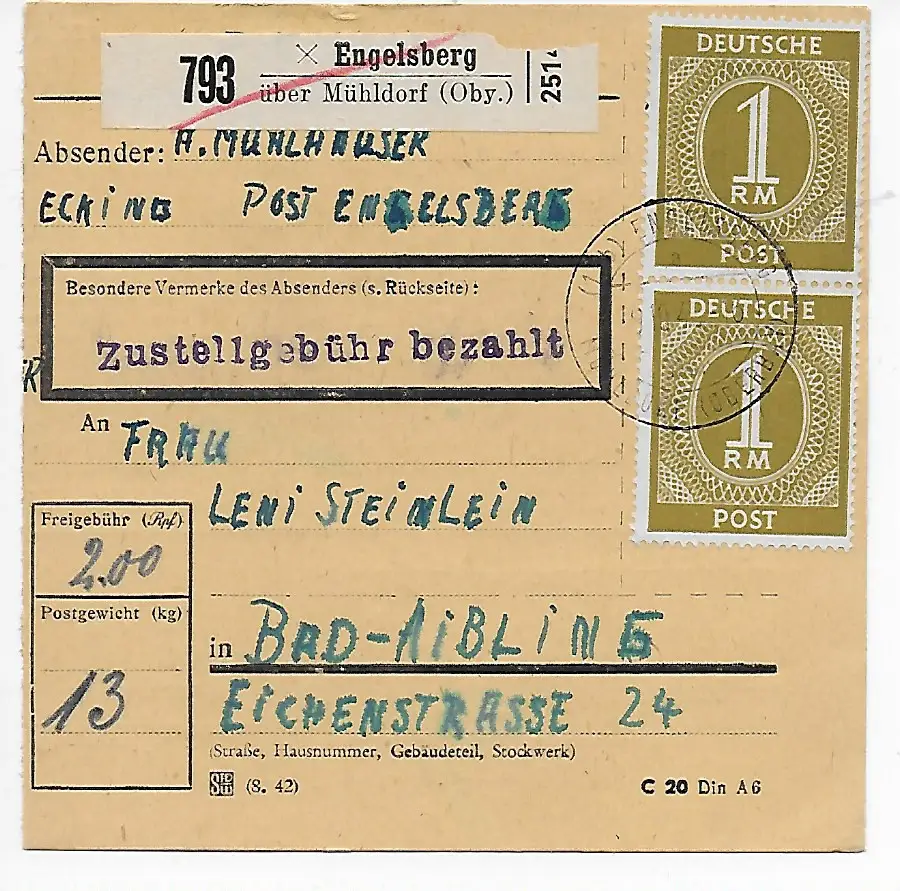 793 × Engelsberg
über Mühldorf (Oby.)
251
Absender: A. MÜHLHAUSER
ECKING POST ENGELSBERG
Besondere Vermerke des Absenders (s. Rückseite):
Zustellgebühr bezahlt
An FRAU
LENI STEINLEIN
Freigebühr (Rpf)
2.00
Postgewicht (kg)
13
in BAD-AIBLING
EICHENSTRASSE 24
(Straße, Hausnummer, Gebäudeteil, Stockwerk)
(8. 42)
C 20 Din A6
DEUTSCHE
1
RM
POST
DEUTSCHE
1
RM
POST